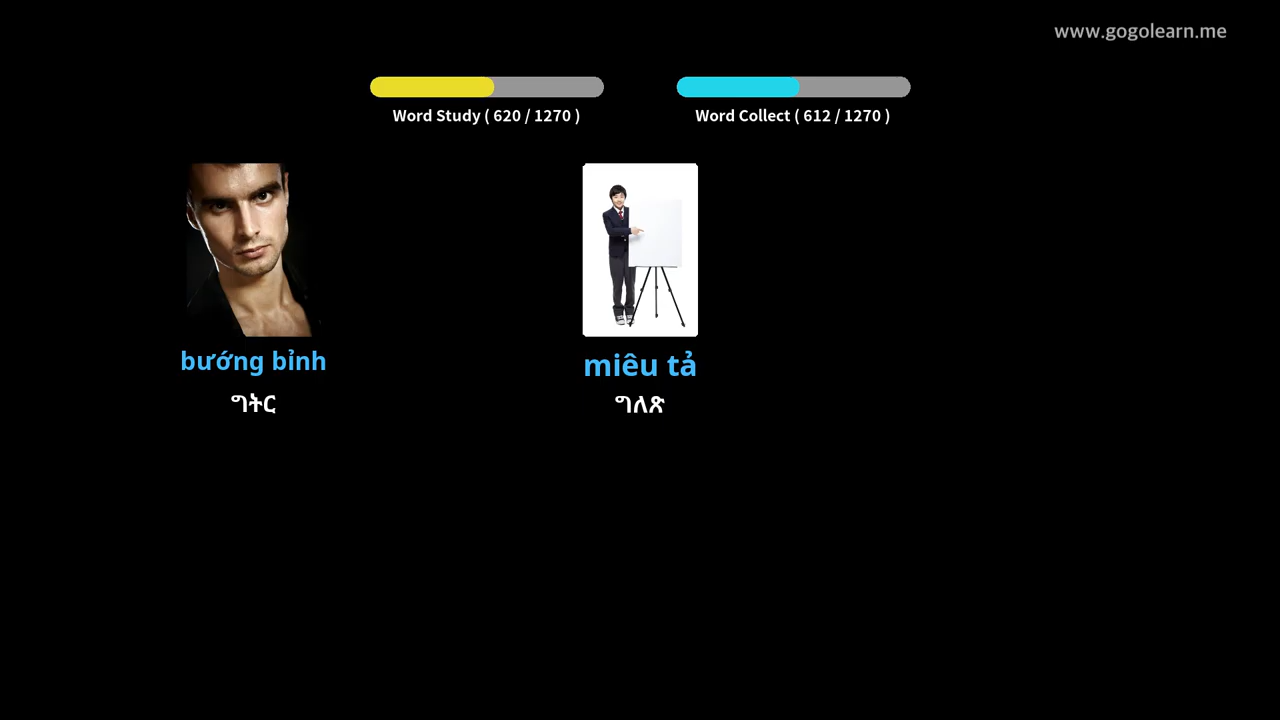 www.gogolearn.me
Word Study ( 620 / 1270 )
Word Collect ( 612 / 1270 )
bướng bỉnh
ግትር
miêu tả
ግለጽ